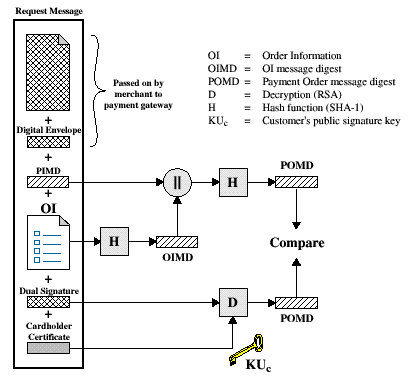 Request Message
Passed on by
merchant to
payment gateway
OI = Order Information
OIMD = OI message digest
POMD = Payment Order message digest
D = Decryption (RSA)
H = Hash function (SHA-1)
KUc = Customer's public signature key
+
Digital Envelope
+
PIMD
+
OI
||
H
POMD
H
OIMD
Compare
+
Dual Signature
+
Cardholder
Certificate
D
POMD
KUc